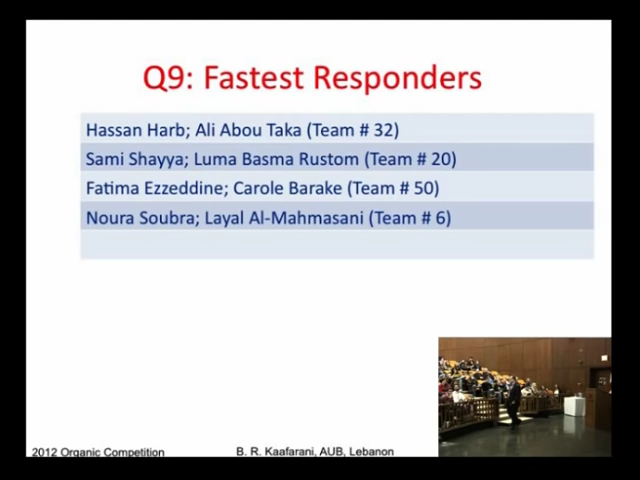 Q9: Fastest Responders
Hassan Harb; Ali Abou Taka (Team # 32)
Sami Shayya; Luma Basma Rustom (Team # 20)
Fatima Ezzeddine; Carole Barake (Team # 50)
Noura Soubra; Layal Al-Mahmasani (Team # 6)
2012 Organic Competition
B. R. Kaafarani, AUB, Lebanon